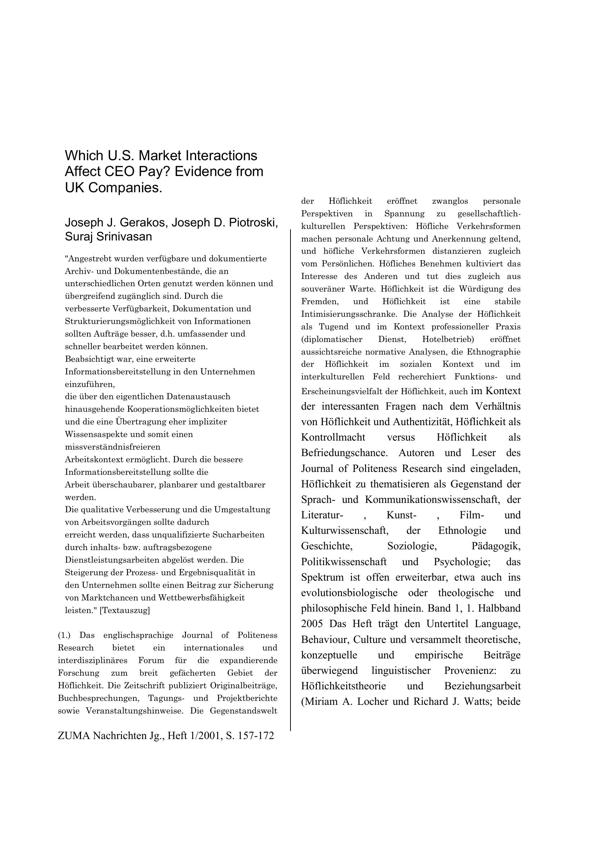 Which U.S. Market Interactions
Affect CEO Pay? Evidence from
UK Companies.
Joseph J. Gerakos, Joseph D. Piotroski,
Suraj Srinivasan
"Angestrebt wurden verfügbare und dokumentierte
Archiv- und Dokumentenbestände, die an
unterschiedlichen Orten genutzt werden können und
übergreifend zugänglich sind. Durch die
verbesserte Verfügbarkeit, Dokumentation und
Strukturierungsmöglichkeit von Informationen
sollten Aufträge besser, d.h. umfassender und
schneller bearbeitet werden können.
Beabsichtigt war, eine erweiterte
Informationsbereitstellung in den Unternehmen
einzuführen,
die über den eigentlichen Datenaustausch
hinausgehende Kooperationsmöglichkeiten bietet
und die eine Übertragung eher impliziter
Wissensaspekte und somit einen
missverständnisfreieren
Arbeitskontext ermöglicht. Durch die bessere
Informationsbereitstellung sollte die
Arbeit überschaubarer, planbarer und gestaltbarer
werden.
Die qualitative Verbesserung und die Umgestaltung
von Arbeitsvorgängen sollte dadurch
erreicht werden, dass unqualifizierte Sucharbeiten
durch inhalts- bzw. auftragsbezogene
Dienstleistungsarbeiten abgelöst werden. Die
Steigerung der Prozess- und Ergebnisqualität in
den Unternehmen sollte einen Beitrag zur Sicherung
von Marktchancen und Wettbewerbsfähigkeit
leisten." [Textauszug]
(1.) Das englischsprachige Journal of Politeness
Research bietet ein internationales und
interdisziplinäres Forum für die expandierende
Forschung zum breit gefächerten Gebiet der
Höflichkeit. Die Zeitschrift publiziert Originalbeiträge,
Buchbesprechungen, Tagungs- und Projektberichte
sowie Veranstaltungshinweise. Die Gegenstandswelt
ZUMA Nachrichten Jg., Heft 1/2001, S. 157-172
der Höflichkeit eröffnet zwanglos personale
Perspektiven in Spannung zu gesellschaftlich-
kulturellen Perspektiven: Höfliche Verkehrsformen
machen personale Achtung und Anerkennung geltend,
und höfliche Verkehrsformen distanzieren zugleich
vom Persönlichen. Höfliches Benehmen kultiviert das
Interesse des Anderen und tut dies zugleich aus
souveräner Warte. Höflichkeit ist die Würdigung des
Fremden, und Höflichkeit ist eine stabile
Intimisierungsschranke. Die Analyse der Höflichkeit
als Tugend und im Kontext professioneller Praxis
(diplomatischer Dienst, Hotelbetrieb) eröffnet
aussichtsreiche normative Analysen, die Ethnographie
der Höflichkeit im sozialen Kontext und im
interkulturellen Feld recherchiert Funktions- und
Erscheinungsvielfalt der Höflichkeit, auch im Kontext
der interessanten Fragen nach dem Verhältnis
von Höflichkeit und Authentizität, Höflichkeit als
Kontrollmacht versus Höflichkeit als
Befriedungschance. Autoren und Leser des
Journal of Politeness Research sind eingeladen,
Höflichkeit zu thematisieren als Gegenstand der
Sprach- und Kommunikationswissenschaft, der
Literatur- , Kunst- , Film- und
Kulturwissenschaft, der Ethnologie und
Geschichte, Soziologie, Pädagogik,
Politikwissenschaft und Psychologie; das
Spektrum ist offen erweiterbar, etwa auch ins
evolutionsbiologische oder theologische und
philosophische Feld hinein. Band 1, 1. Halbband
2005 Das Heft trägt den Untertitel Language,
Behaviour, Culture und versammelt theoretische,
konzeptuelle und empirische Beiträge
überwiegend linguistischer Provenienz: zu
Höflichkeitstheorie und Beziehungsarbeit
(Miriam A. Locher und Richard J. Watts; beide